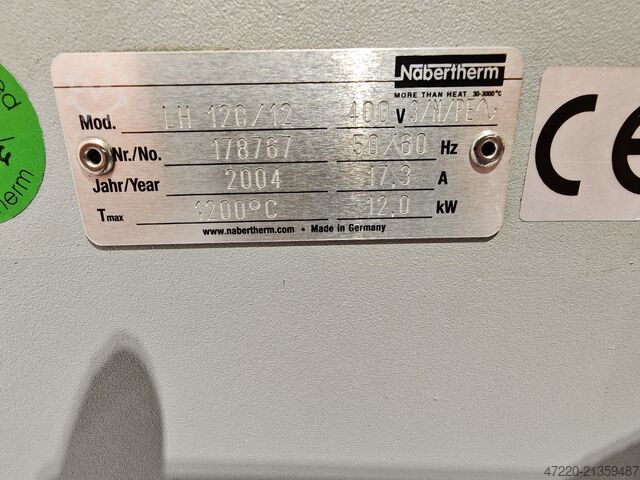 Nabertherm
MORE THAN HEAT 30-3000°C
Mod. LH 120/12 400 V 3/N/PE~
Nr./No. 178767 50/60 Hz
Jahr/Year 2004 17,3 A
Tmax 1200°C 12,0 kW
www.nabertherm.com • Made in Germany
CE
47220-21359487